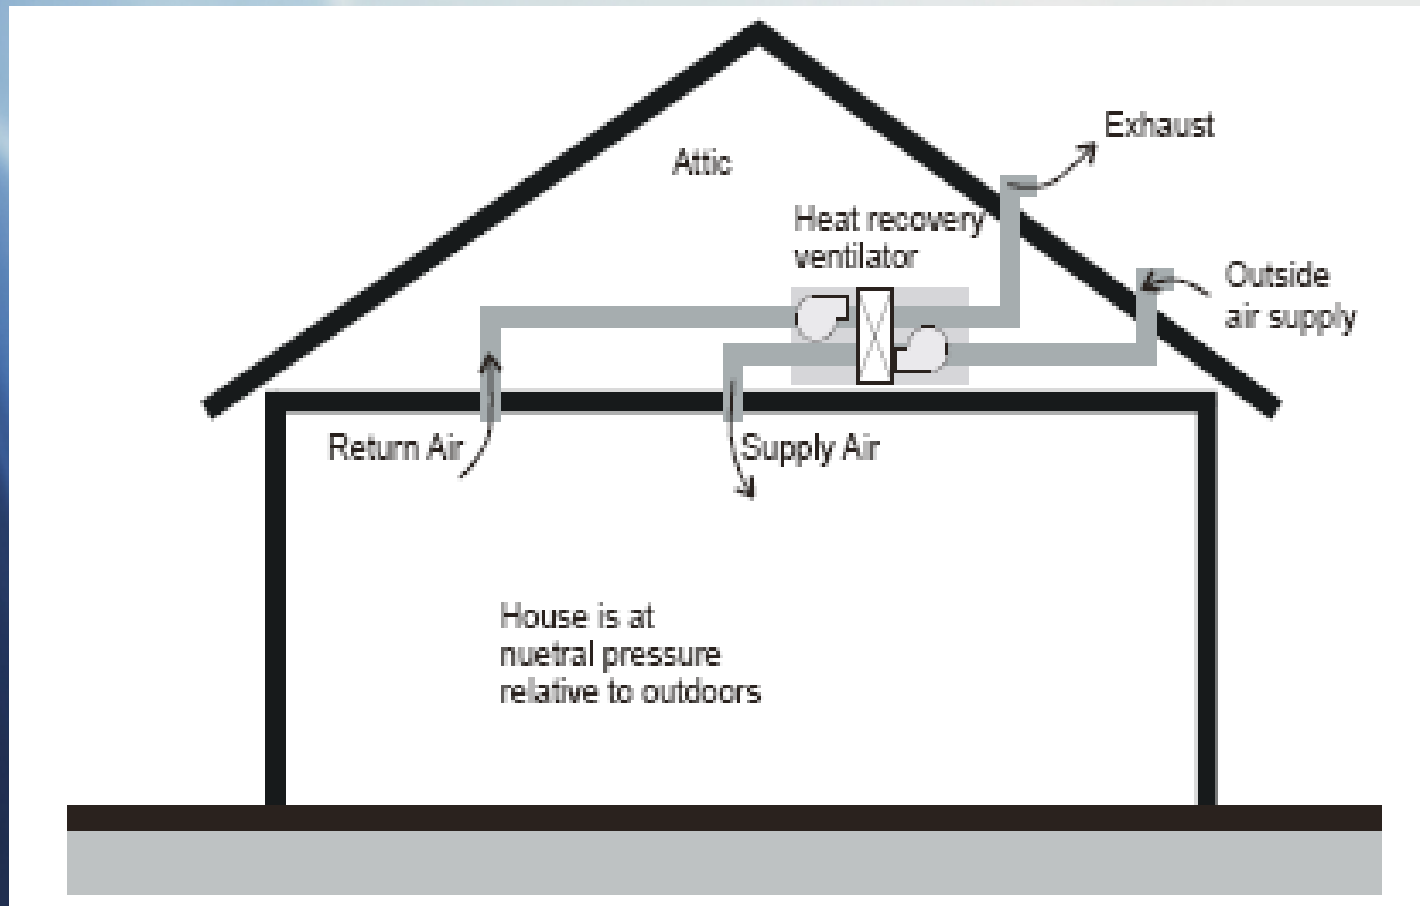 Exhaust
Attic
Heat recovery
ventilator
Outside
air supply
Return Air
Supply Air
House is at
nuetral pressure
relative to outdoors